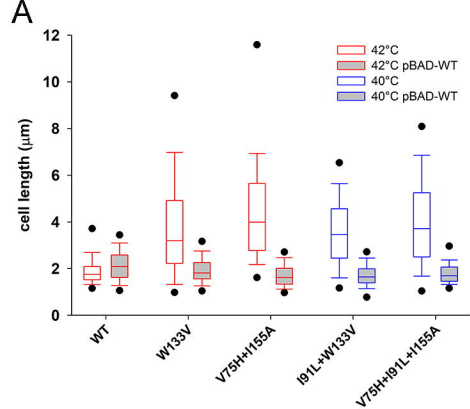 A
12
10
8
6
4
2
0
cell length (μm)
42°C
42°C pBAD-WT
40°C
40°C pBAD-WT
WT
W133V
V75H+I155A
I91L+W133V
V75H+I91L+I155A